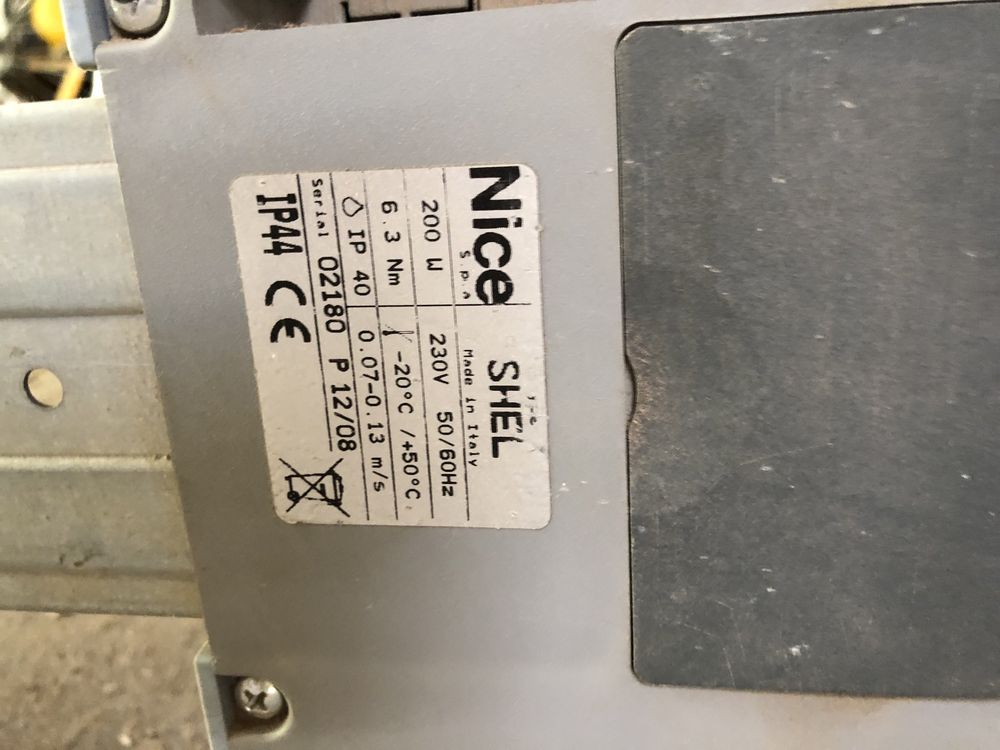 Nice
S.p.A
SHEL
Made in Italy
200 W
230V 50/60Hz
6.3 Nm
-20°C /+50°C
IP 40
0.07-0.13 m/s
Serial 02180 P 12/08
IP44 CE